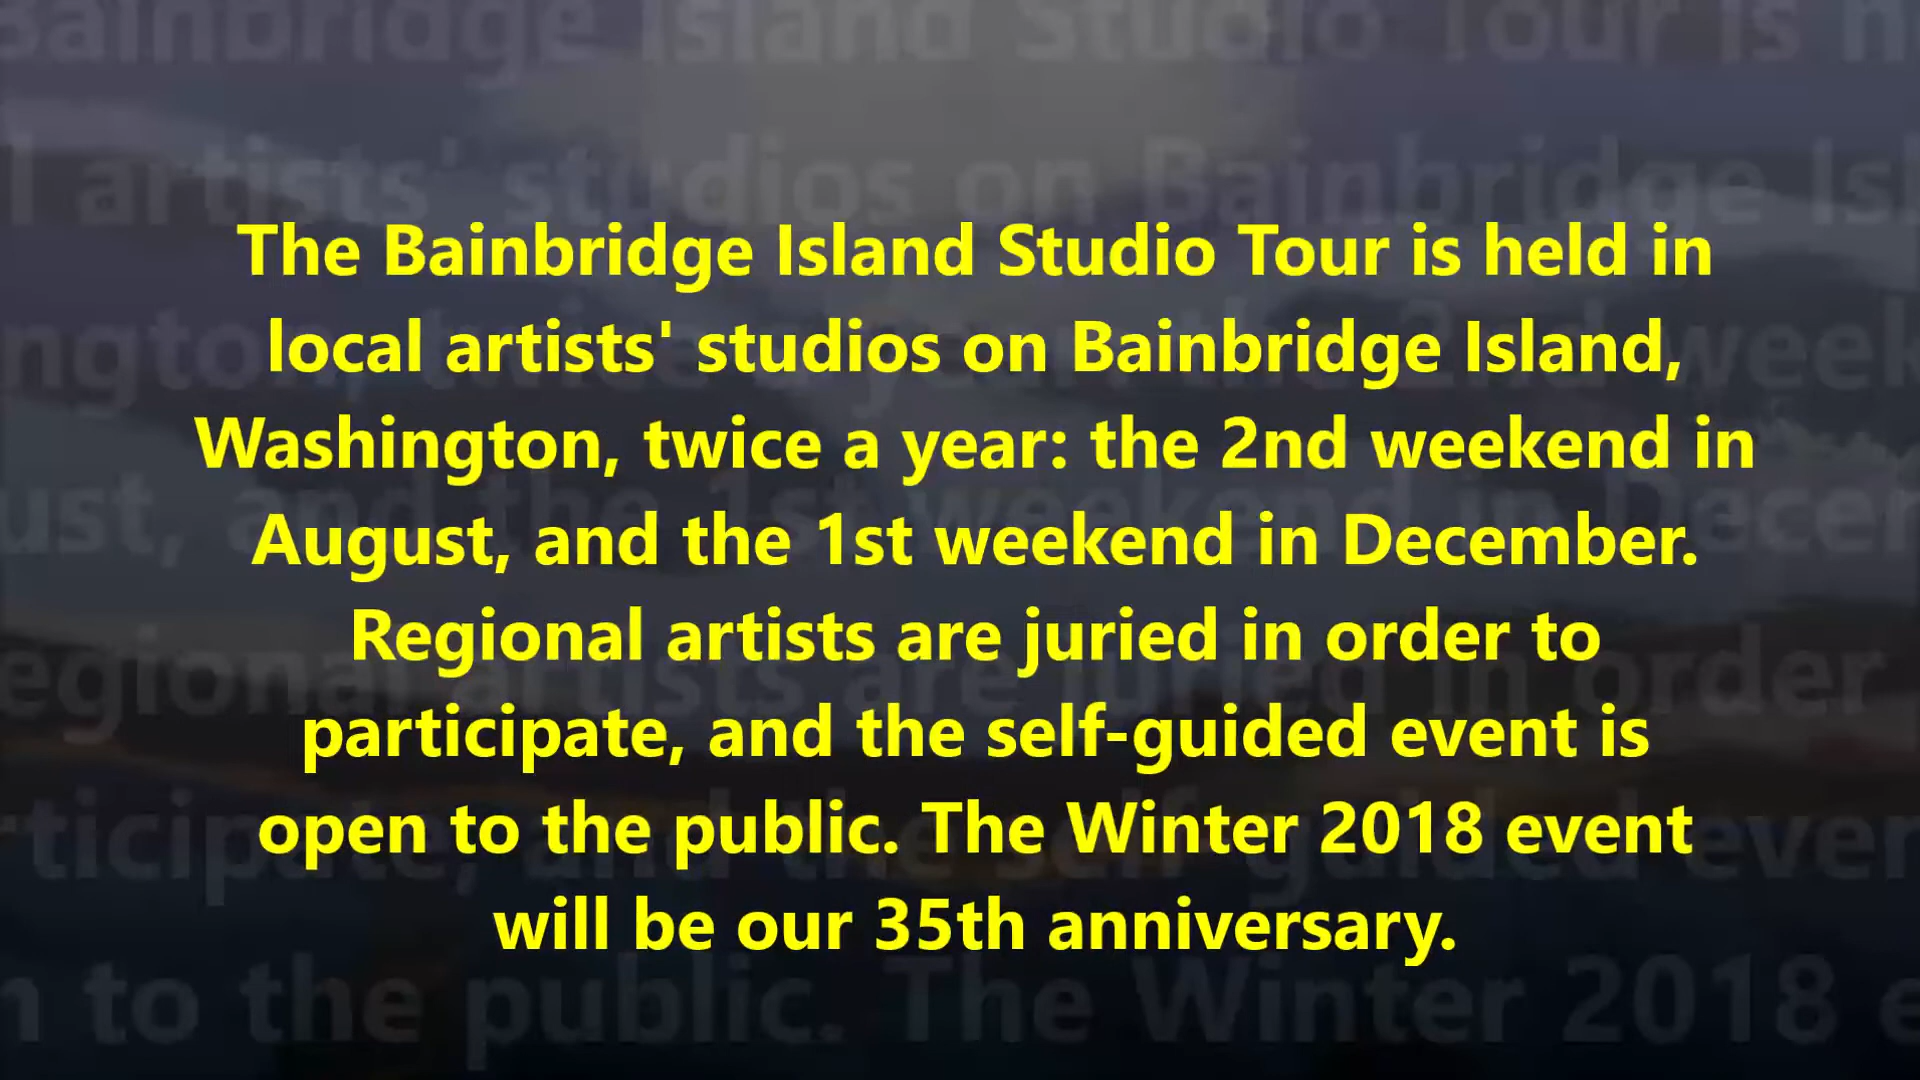 The Bainbridge Island Studio Tour is held in
local artists' studios on Bainbridge Island,
Washington, twice a year: the 2nd weekend in
August, and the 1st weekend in December.
Regional artists are juried in order to
participate, and the self-guided event is
open to the public. The Winter 2018 event
will be our 35th anniversary.